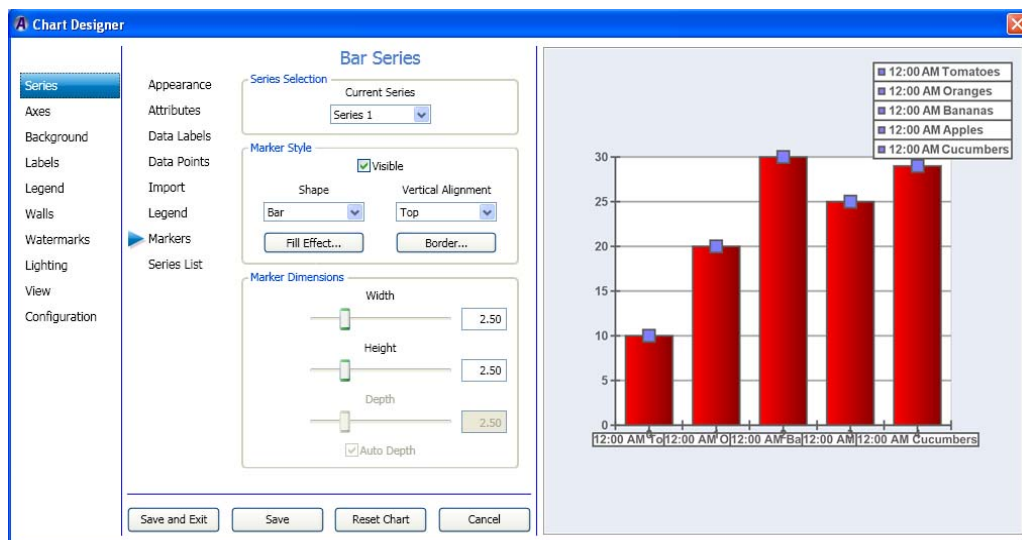 Chart Designer
Series
Axes
Background
Labels
Legend
Walls
Watermarks
Lighting
View
Configuration
Appearance
Attributes
Data Labels
Data Points
Import
Legend
Markers
Series List
Bar Series
Series Selection
Current Series
Series 1
Marker Style
Visible
Shape
Vertical Alignment
Bar
Top
Fill Effect...
Border...
Marker Dimensions
Width
2.50
Height
2.50
Depth
2.50
Auto Depth
Save and Exit
Save
Reset Chart
Cancel
12:00 AM Tomatoes
12:00 AM Oranges
12:00 AM Bananas
12:00 AM Apples
12:00 AM Cucumbers
30
25
20
15
10
5
0
12:00 AM To 12:00 AM O 12:00 AM Ba 12:00 AM 12:00 AM Cucumbers